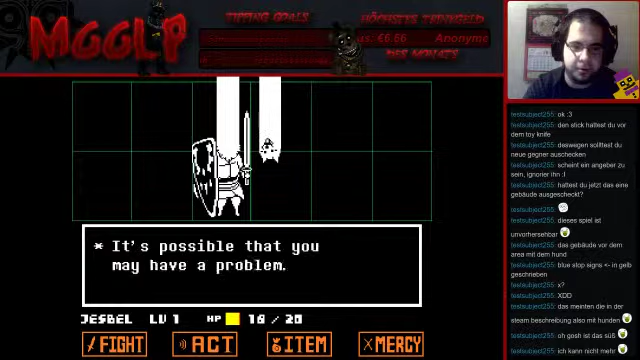 MGGLP
TIPPING GOALS
HÖCHSTES TRINKGELD
DES MONATS
€6.66 Anonyme
* It's possible that you
may have a problem.
JESBEL LV 1 HP 16 / 20
FIGHT ACT ITEM MERCY
testsubject255: ok :3
testsubject255: den stick hattest du vor
dem toy knife
testsubject255: deswegen solltest du
neue gegner auschecken
testsubject255: scheint ein angeber zu
sein, ignorier ihn :I
testsubject255: hattest du jetzt das eine
gebäude ausgecheckt?
testsubject255:
testsubject255: dieses spiel ist
unvorhersehbar
testsubject255: das gebäude vor dem
area mit dem hund
testsubject255: blue stop signs <- in gelb
geschrieben
testsubject255: x?
testsubject255: XDD
testsubject255: das meinten die in der
steam beschreibung also mit hunden
testsubject255: oh gosh ist das süß
testsubject255: ich kann nicht mehr